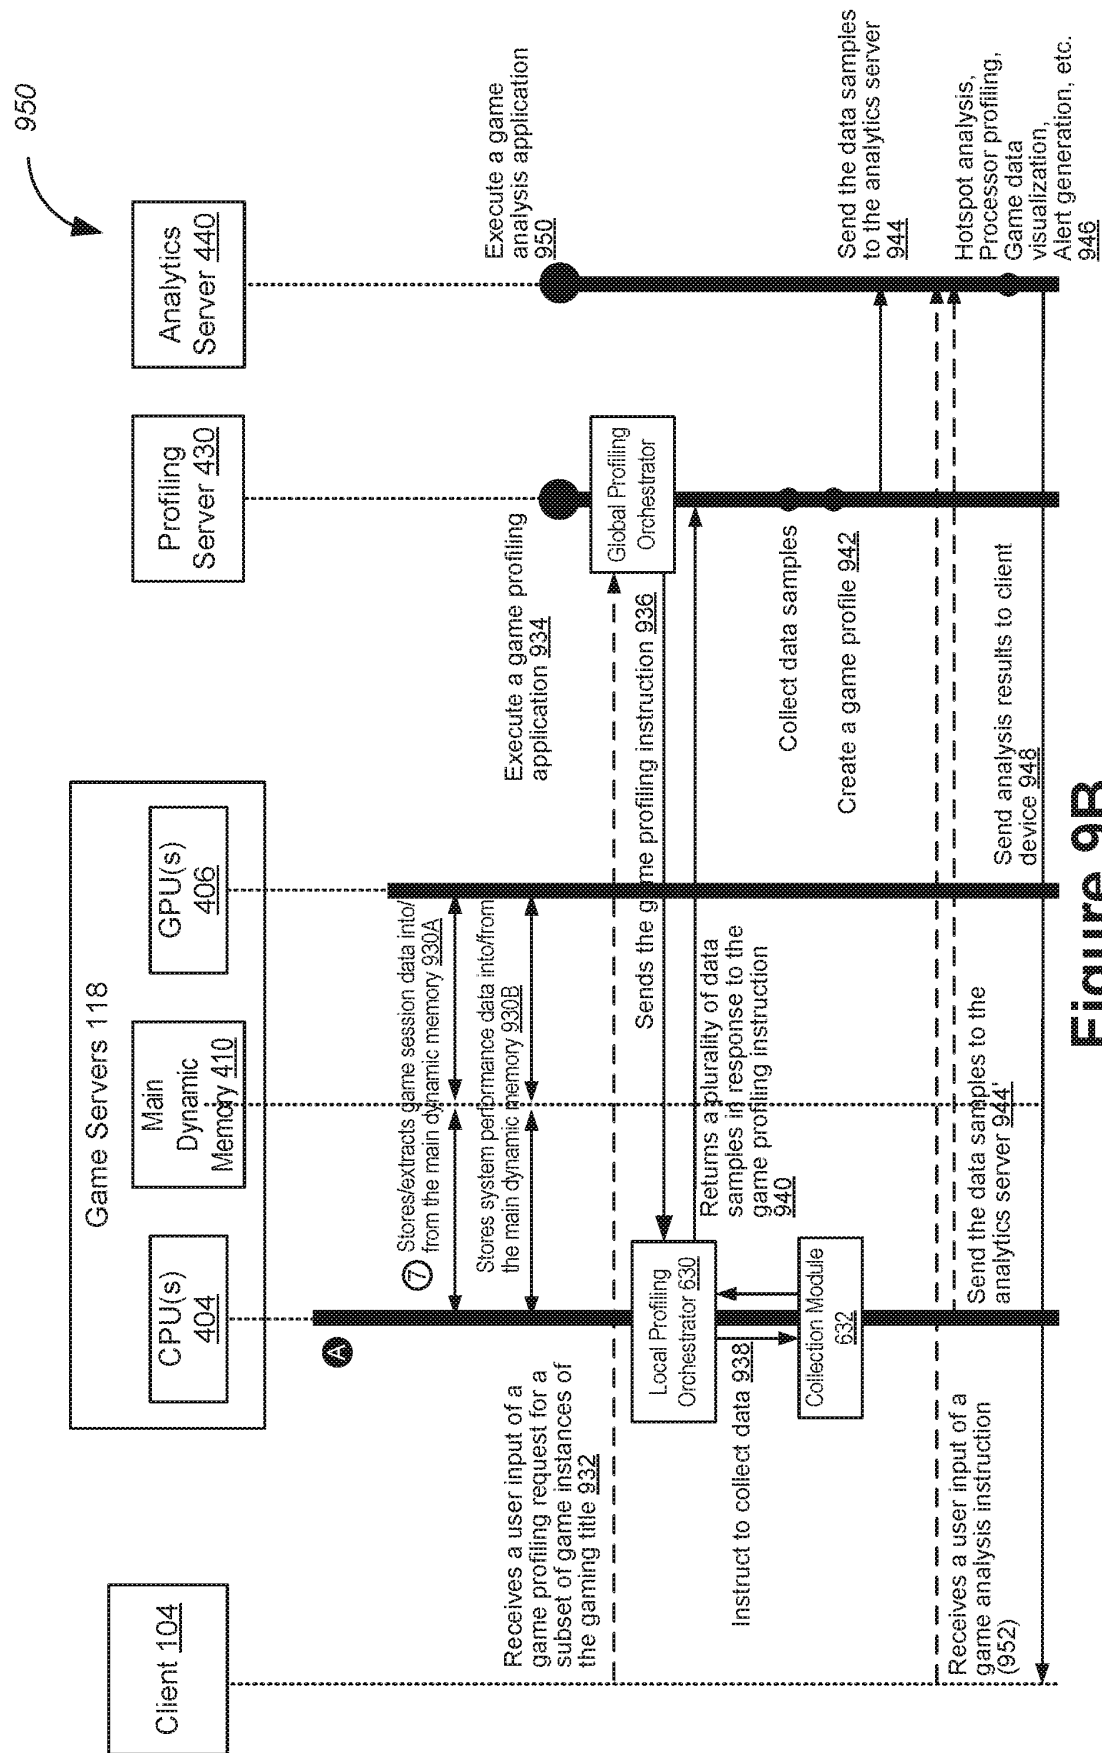 950
Client 104
Game Servers 118
CPU(s)
404
Main
Dynamic
Memory 410
GPU(s)
406
Profiling
Server 430
Analytics
Server 440
A
7
Stores/extracts game session data into/
from the main dynamic memory 930A
Stores system performance data into/from
the main dynamic memory 930B
Execute a game profiling
application 934
Execute a game
analysis application
950
Receives a user input of a
game profiling request for a
subset of game instances of
the gaming title 932
Global Profiling
Orchestrator
Sends the game profiling instruction 936
Local Profiling
Orchestrator 630
Returns a plurality of data
samples in response to the
game profiling instruction
940
Instruct to collect data 938
Collection Module
632
Collect data samples
Create a game profile 942
Send the data samples
to the analytics server
944
Receives a user input of a
game analysis instruction
(952)
Send the data samples to the
analytics server 944'
Hotspot analysis,
Processor profiling,
Game data
visualization,
Alert generation, etc.
946
Send analysis results to client
device 948
Figure 9B